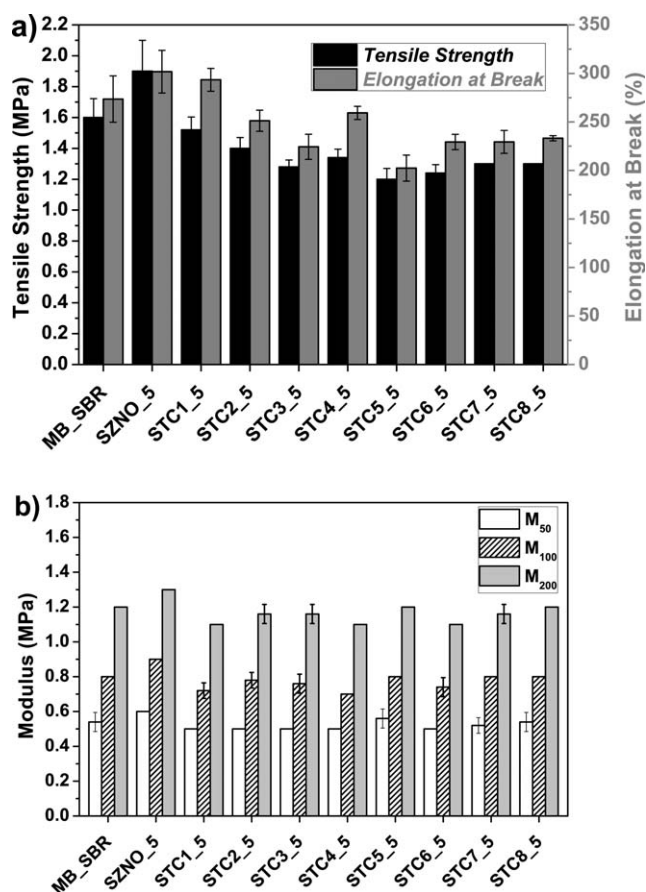 a)
Tensile Strength
Elongation at Break
Tensile Strength (MPa)
2.2
2.0
1.8
1.6
1.4
1.2
1.0
0.8
0.6
0.4
0.2
0.0
Elongation at Break (%)
350
300
250
200
150
100
50
0
MB_SBR
SZNO_5
STC1_5
STC2_5
STC3_5
STC4_5
STC5_5
STC6_5
STC7_5
STC8_5
b)
M50
M100
M200
Modulus (MPa)
1.8
1.6
1.4
1.2
1.0
0.8
0.6
0.4
0.2
0.0
MB_SBR
SZNO_5
STC1_5
STC2_5
STC3_5
STC4_5
STC5_5
STC6_5
STC7_5
STC8_5